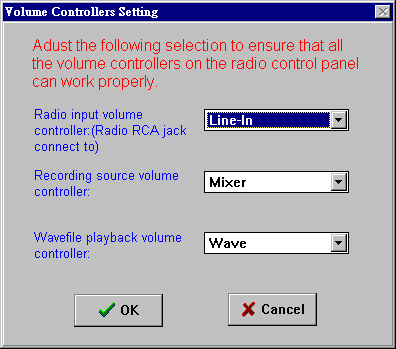 Volume Controllers Setting
Adust the following selection to ensure that all
the volume controllers on the radio control panel
can work properly.
Radio input volume
controller:(Radio RCA jack
connect to)
Line-In
Recording source volume
controller:
Mixer
Wavefile playback volume
controller:
Wave
OK
Cancel